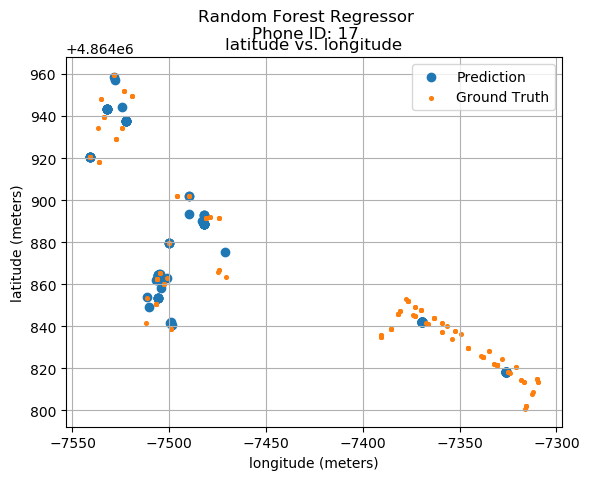 Random Forest Regressor
Phone ID: 17
latitude vs. longitude
+4.864e6
Prediction
Ground Truth
960
940
920
900
880
860
840
820
800
latitude (meters)
−7550
−7500
−7450
−7400
−7350
−7300
longitude (meters)